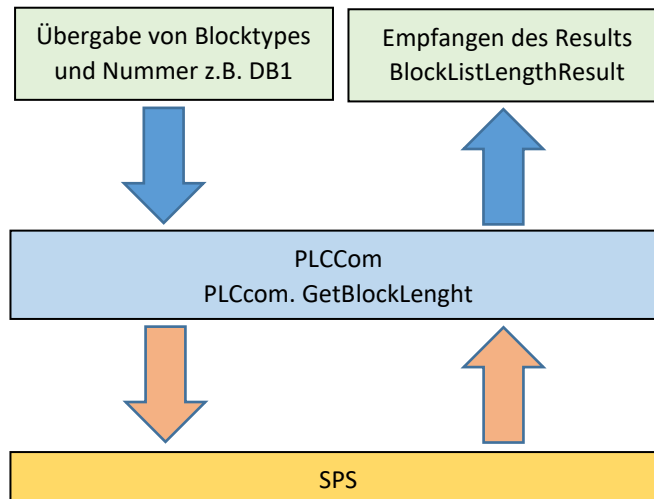 Übergabe von Blocktypes
und Nummer z.B. DB1
Empfangen des Results
BlockListLengthResult
PLCCom
PLCcom. GetBlockLenght
SPS